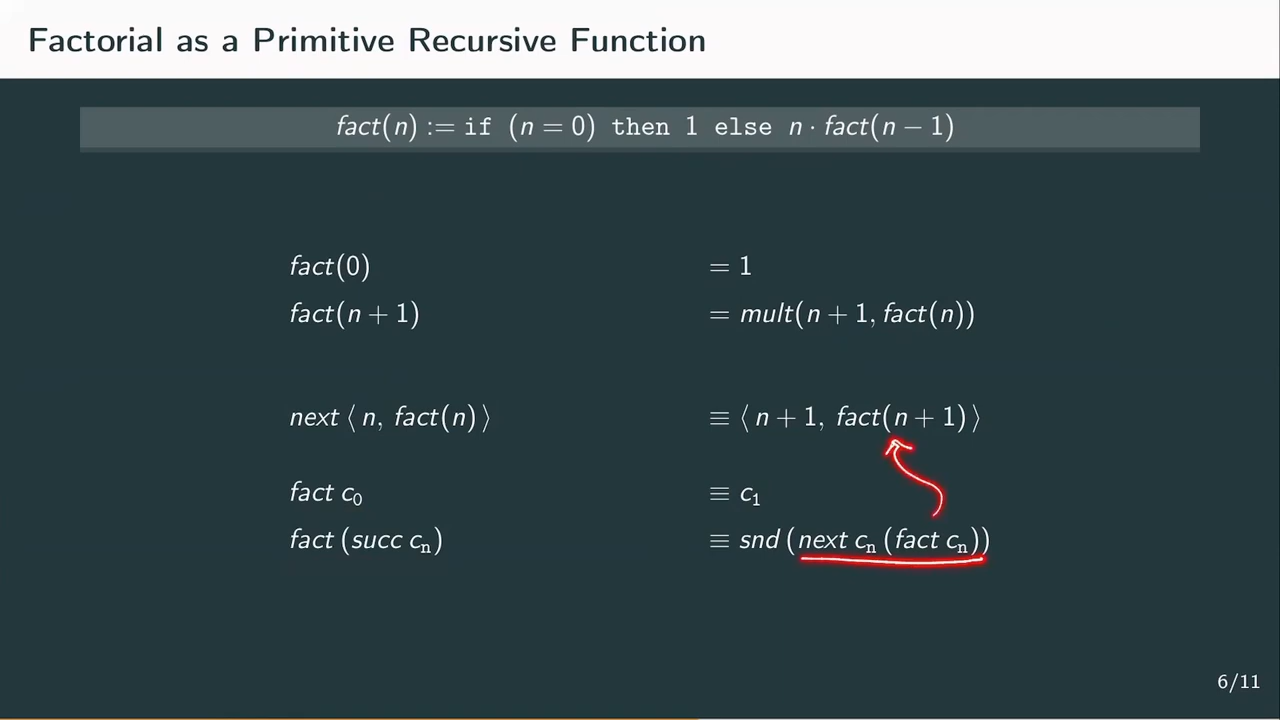 Factorial as a Primitive Recursive Function
fact(n) := if (n = 0) then 1 else n · fact(n − 1)
fact(0) = 1
fact(n + 1) = mult(n + 1, fact(n))
next ⟨ n, fact(n) ⟩ ≡ ⟨ n + 1, fact(n + 1) ⟩
fact c₀ ≡ c₁
fact (succ cₙ) ≡ snd (next cₙ (fact cₙ))
6/11